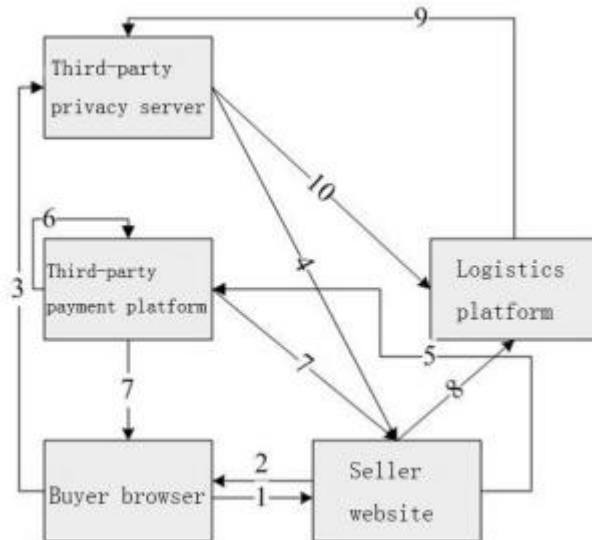 9
Third-party
privacy server
10
6
4
Third-party
payment platform
Logistics
platform
3
5
7
7
8
2
Buyer browser
1
Seller
website